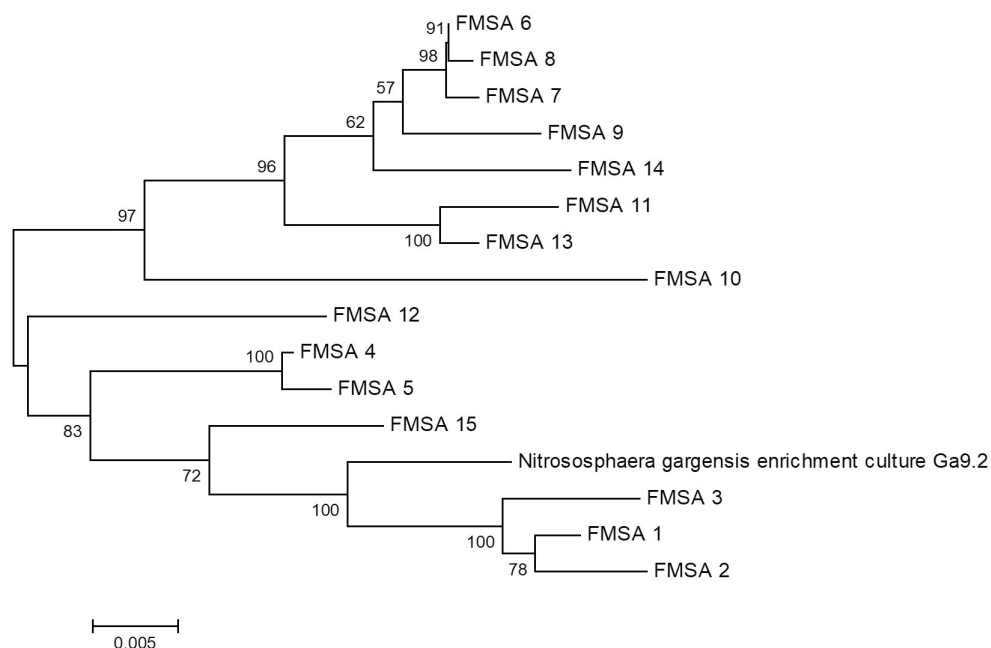 91
FMSA 6
98
FMSA 8
57
FMSA 7
62
FMSA 9
96
FMSA 14
97
FMSA 11
100
FMSA 13
FMSA 10
FMSA 12
100
FMSA 4
FMSA 5
83
FMSA 15
72
Nitrososphaera gargensis enrichment culture Ga9.2
100
FMSA 3
100
FMSA 1
78
FMSA 2
0.005